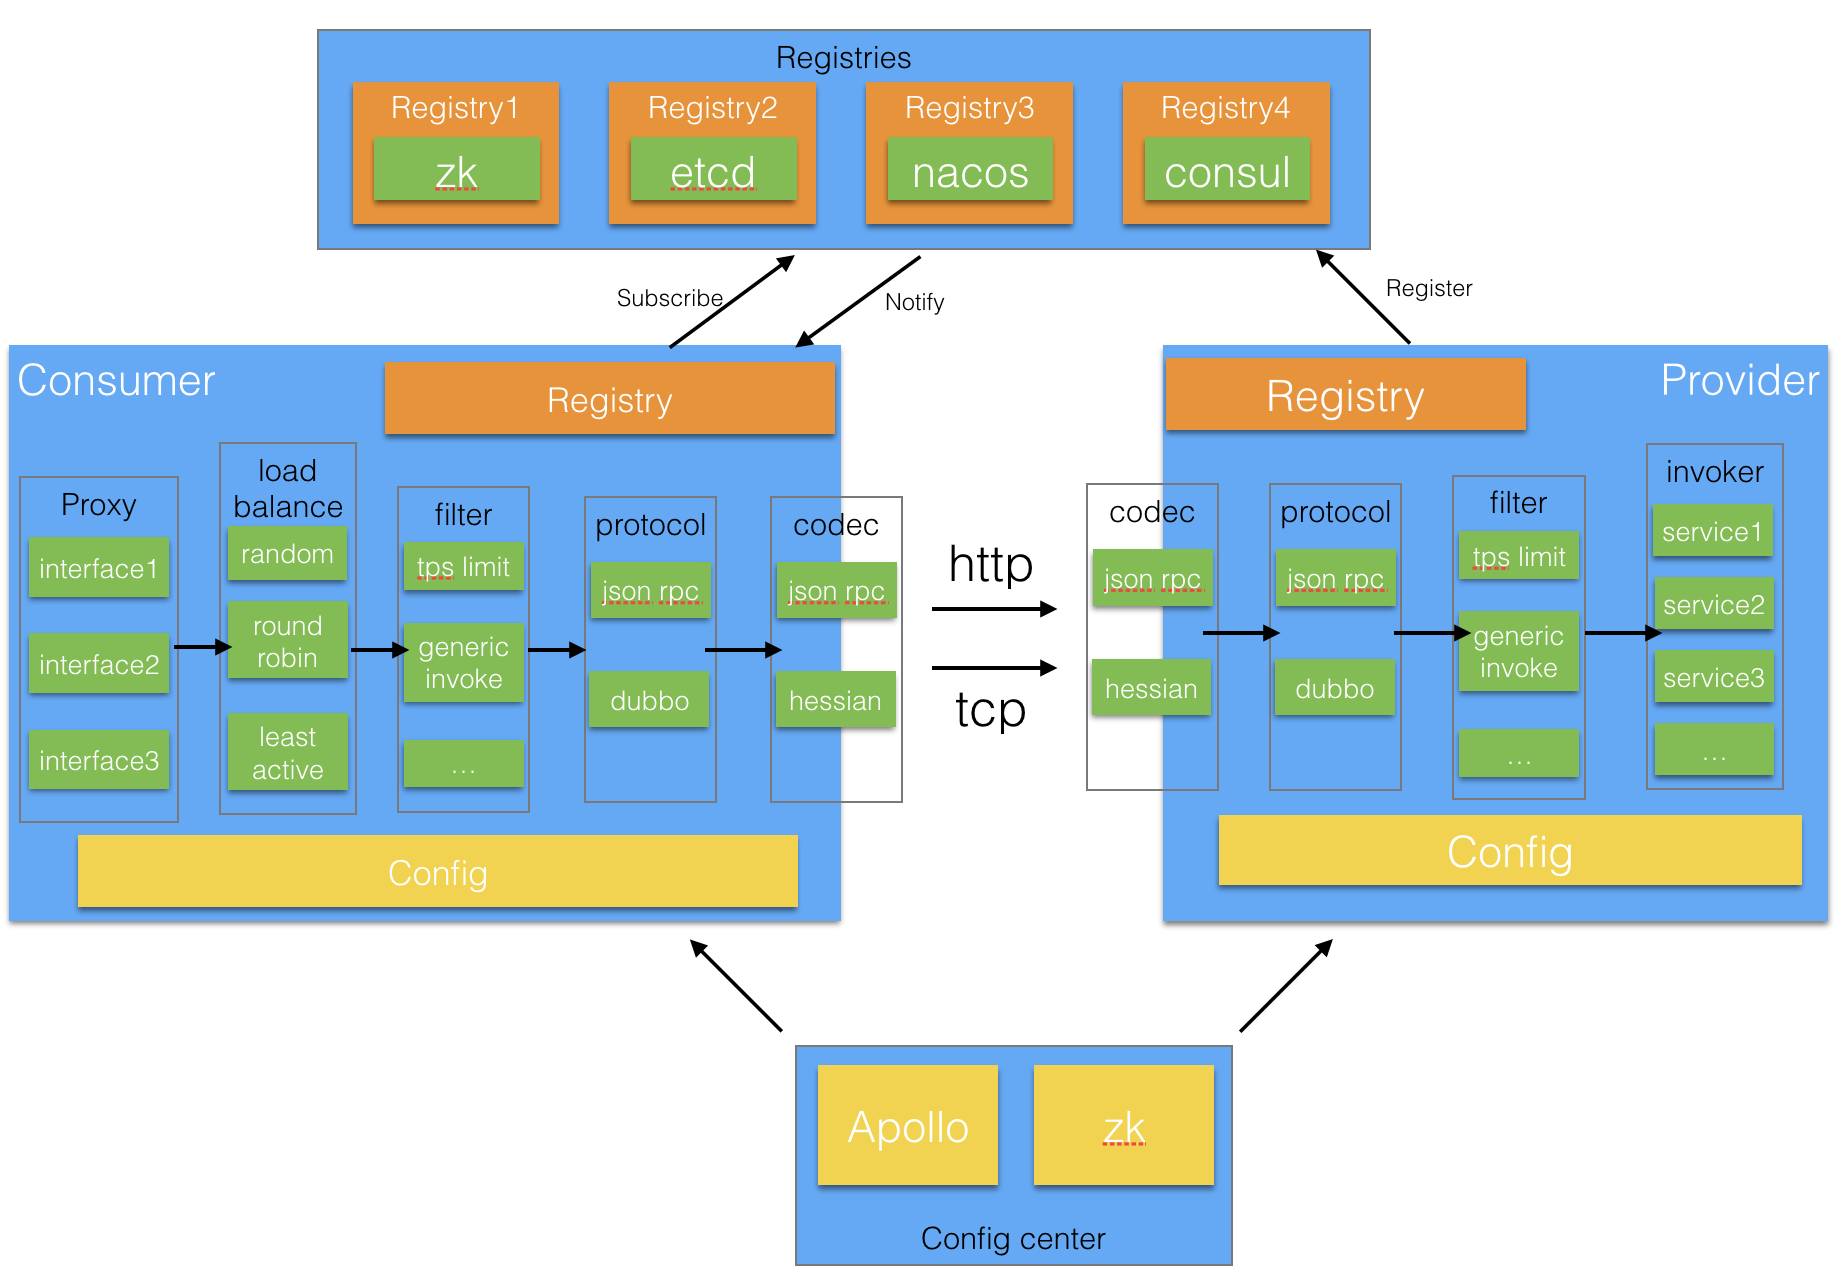 Registries
Registry1
Registry2
Registry3
Registry4
zk
etcd
nacos
consul
Subscribe
Notify
Register
Consumer
Registry
Proxy
interface1
interface2
interface3
load
balance
random
round
robin
least
active
filter
tps limit
generic
invoke
...
protocol
json rpc
dubbo
codec
json rpc
hessian
Config
http
tcp
Registry
Provider
codec
json rpc
hessian
protocol
json rpc
dubbo
filter
tps limit
generic
invoke
...
invoker
service1
service2
service3
...
Config
Apollo
zk
Config center